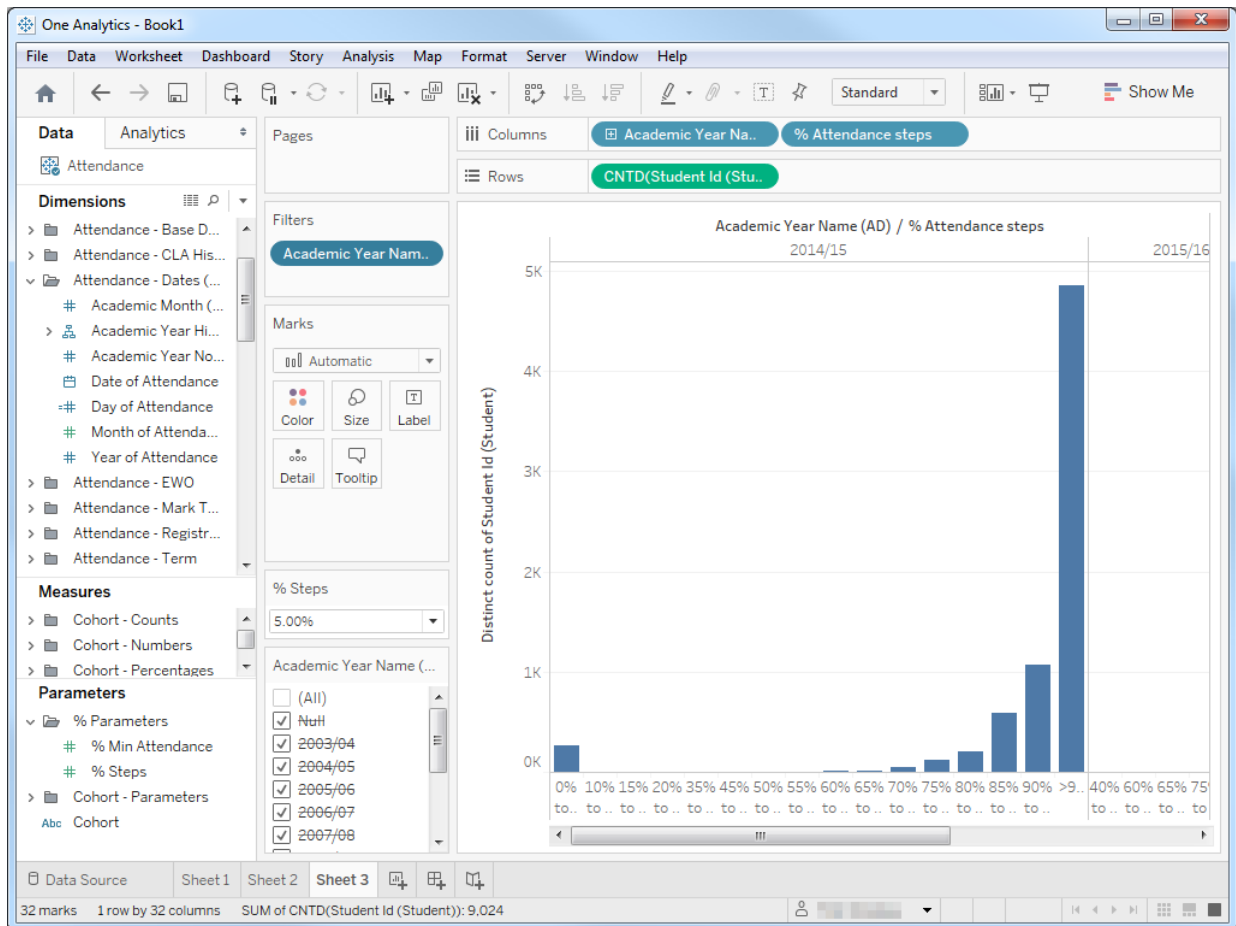 One Analytics - Book1
File Data Worksheet Dashboard Story Analysis Map Format Server Window Help
Standard
Show Me
Data
Analytics
Attendance
Dimensions
Attendance - Base D...
Attendance - CLA His...
Attendance - Dates (...
Academic Month (...
Academic Year Hi...
Academic Year No...
Date of Attendance
Day of Attendance
Month of Attenda...
Year of Attendance
Attendance - EWO
Attendance - Mark T...
Attendance - Registr...
Attendance - Term
Measures
Cohort - Counts
Cohort - Numbers
Cohort - Percentages
Parameters
% Parameters
% Min Attendance
% Steps
Cohort - Parameters
Abc Cohort
Pages
Filters
Academic Year Nam..
Marks
Automatic
Color Size Label
Detail Tooltip
% Steps
5.00%
Academic Year Name (...
(All)
Null
2003/04
2004/05
2005/06
2006/07
2007/08
Columns
Academic Year Na..
% Attendance steps
Rows
CNTD(Student Id (Stu..
Academic Year Name (AD) / % Attendance steps
2014/15
2015/16
Distinct count of Student Id (Student)
5K
4K
3K
2K
1K
0K
0% 10% 15% 20% 35% 45% 50% 55% 60% 65% 70% 75% 80% 85% 90% >9.. 40% 60% 65% 75
to.. to .. to .. to .. to .. to .. to .. to .. to .. to .. to .. to .. to .. to .. to .. to .. to .. to .. to
Data Source
Sheet 1
Sheet 2
Sheet 3
32 marks 1 row by 32 columns SUM of CNTD(Student Id (Student)): 9,024